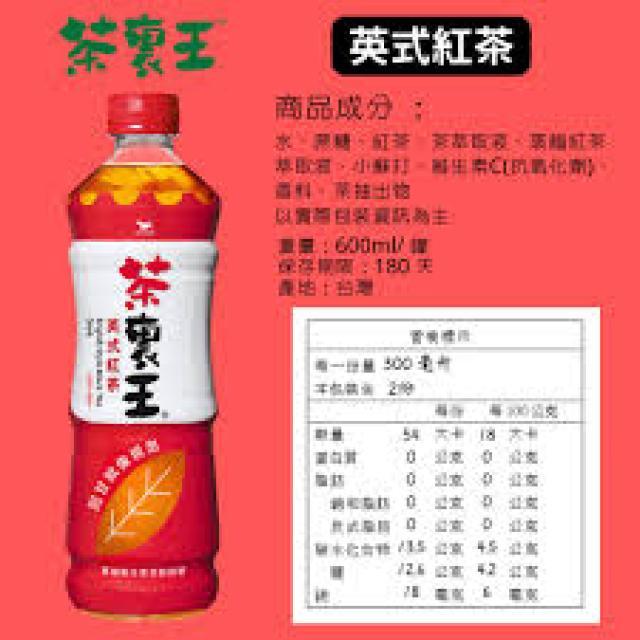 茶裏王
英式紅茶
商品成分：
水、蔗糖、紅茶、茶萃取液、蒸餾紅茶
萃取液、小蘇打、維生素C(抗氧化劑)、
香料、茶抽出物
以實際包裝資訊為主
重量：600ml/ 罐
保存期限：180 天
產地：台灣
茶裏王
英式紅茶
營養標示
每一份量 300 毫升
本包裝含 2份
每份 每100公克
熱量 54 大卡 18 大卡
蛋白質 0 公克 0 公克
脂肪 0 公克 0 公克
飽和脂肪 0 公克 0 公克
反式脂肪 0 公克 0 公克
碳水化合物 13.5 公克 4.5 公克
糖 12.6 公克 4.2 公克
鈉 18 毫克 6 毫克